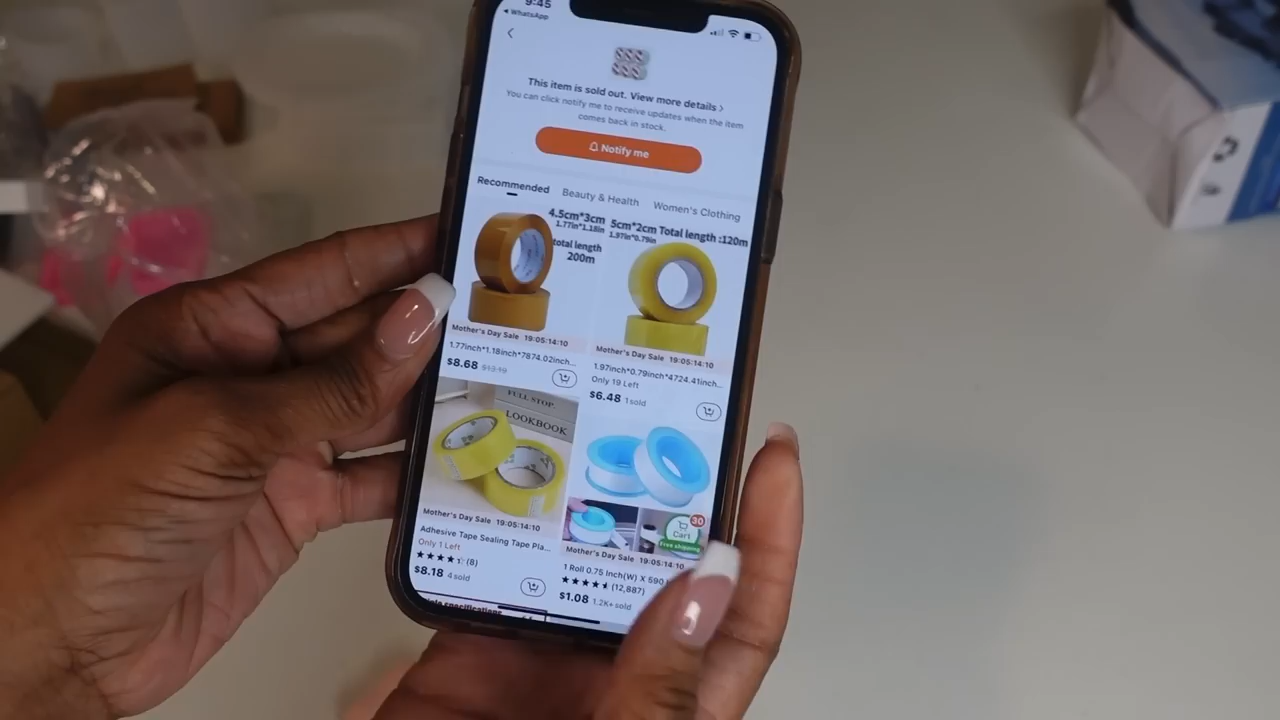 9:45
WhatsApp
This item is sold out. View more details
You can click notify me to receive updates when the item
comes back in stock.
Notify me
Recommended
Beauty & Health
Women's Clothing
4.5cm*3cm
1.77in*1.18in
total length
200m
5cm*2cm Total length :120m
1.97in*0.79in
Mother's Day Sale 19:05:14:10
1.77inch*1.18inch*7874.02inch...
$8.68 $13.19
Mother's Day Sale 19:05:14:10
1.97inch*0.79inch*4724.41inch...
Only 19 Left
$6.48 1 sold
FULL STOP
LOOKBOOK
Mother's Day Sale 19:05:14:10
Adhesive Tape Sealing Tape Pla...
Only 1 Left
(8)
$8.18 4 sold
30
Cart
Free shipping
Mother's Day Sale 19:05:14:10
1 Roll 0.75 Inch(W) X 590
(12,887)
$1.08 1.2K+ sold
specifications